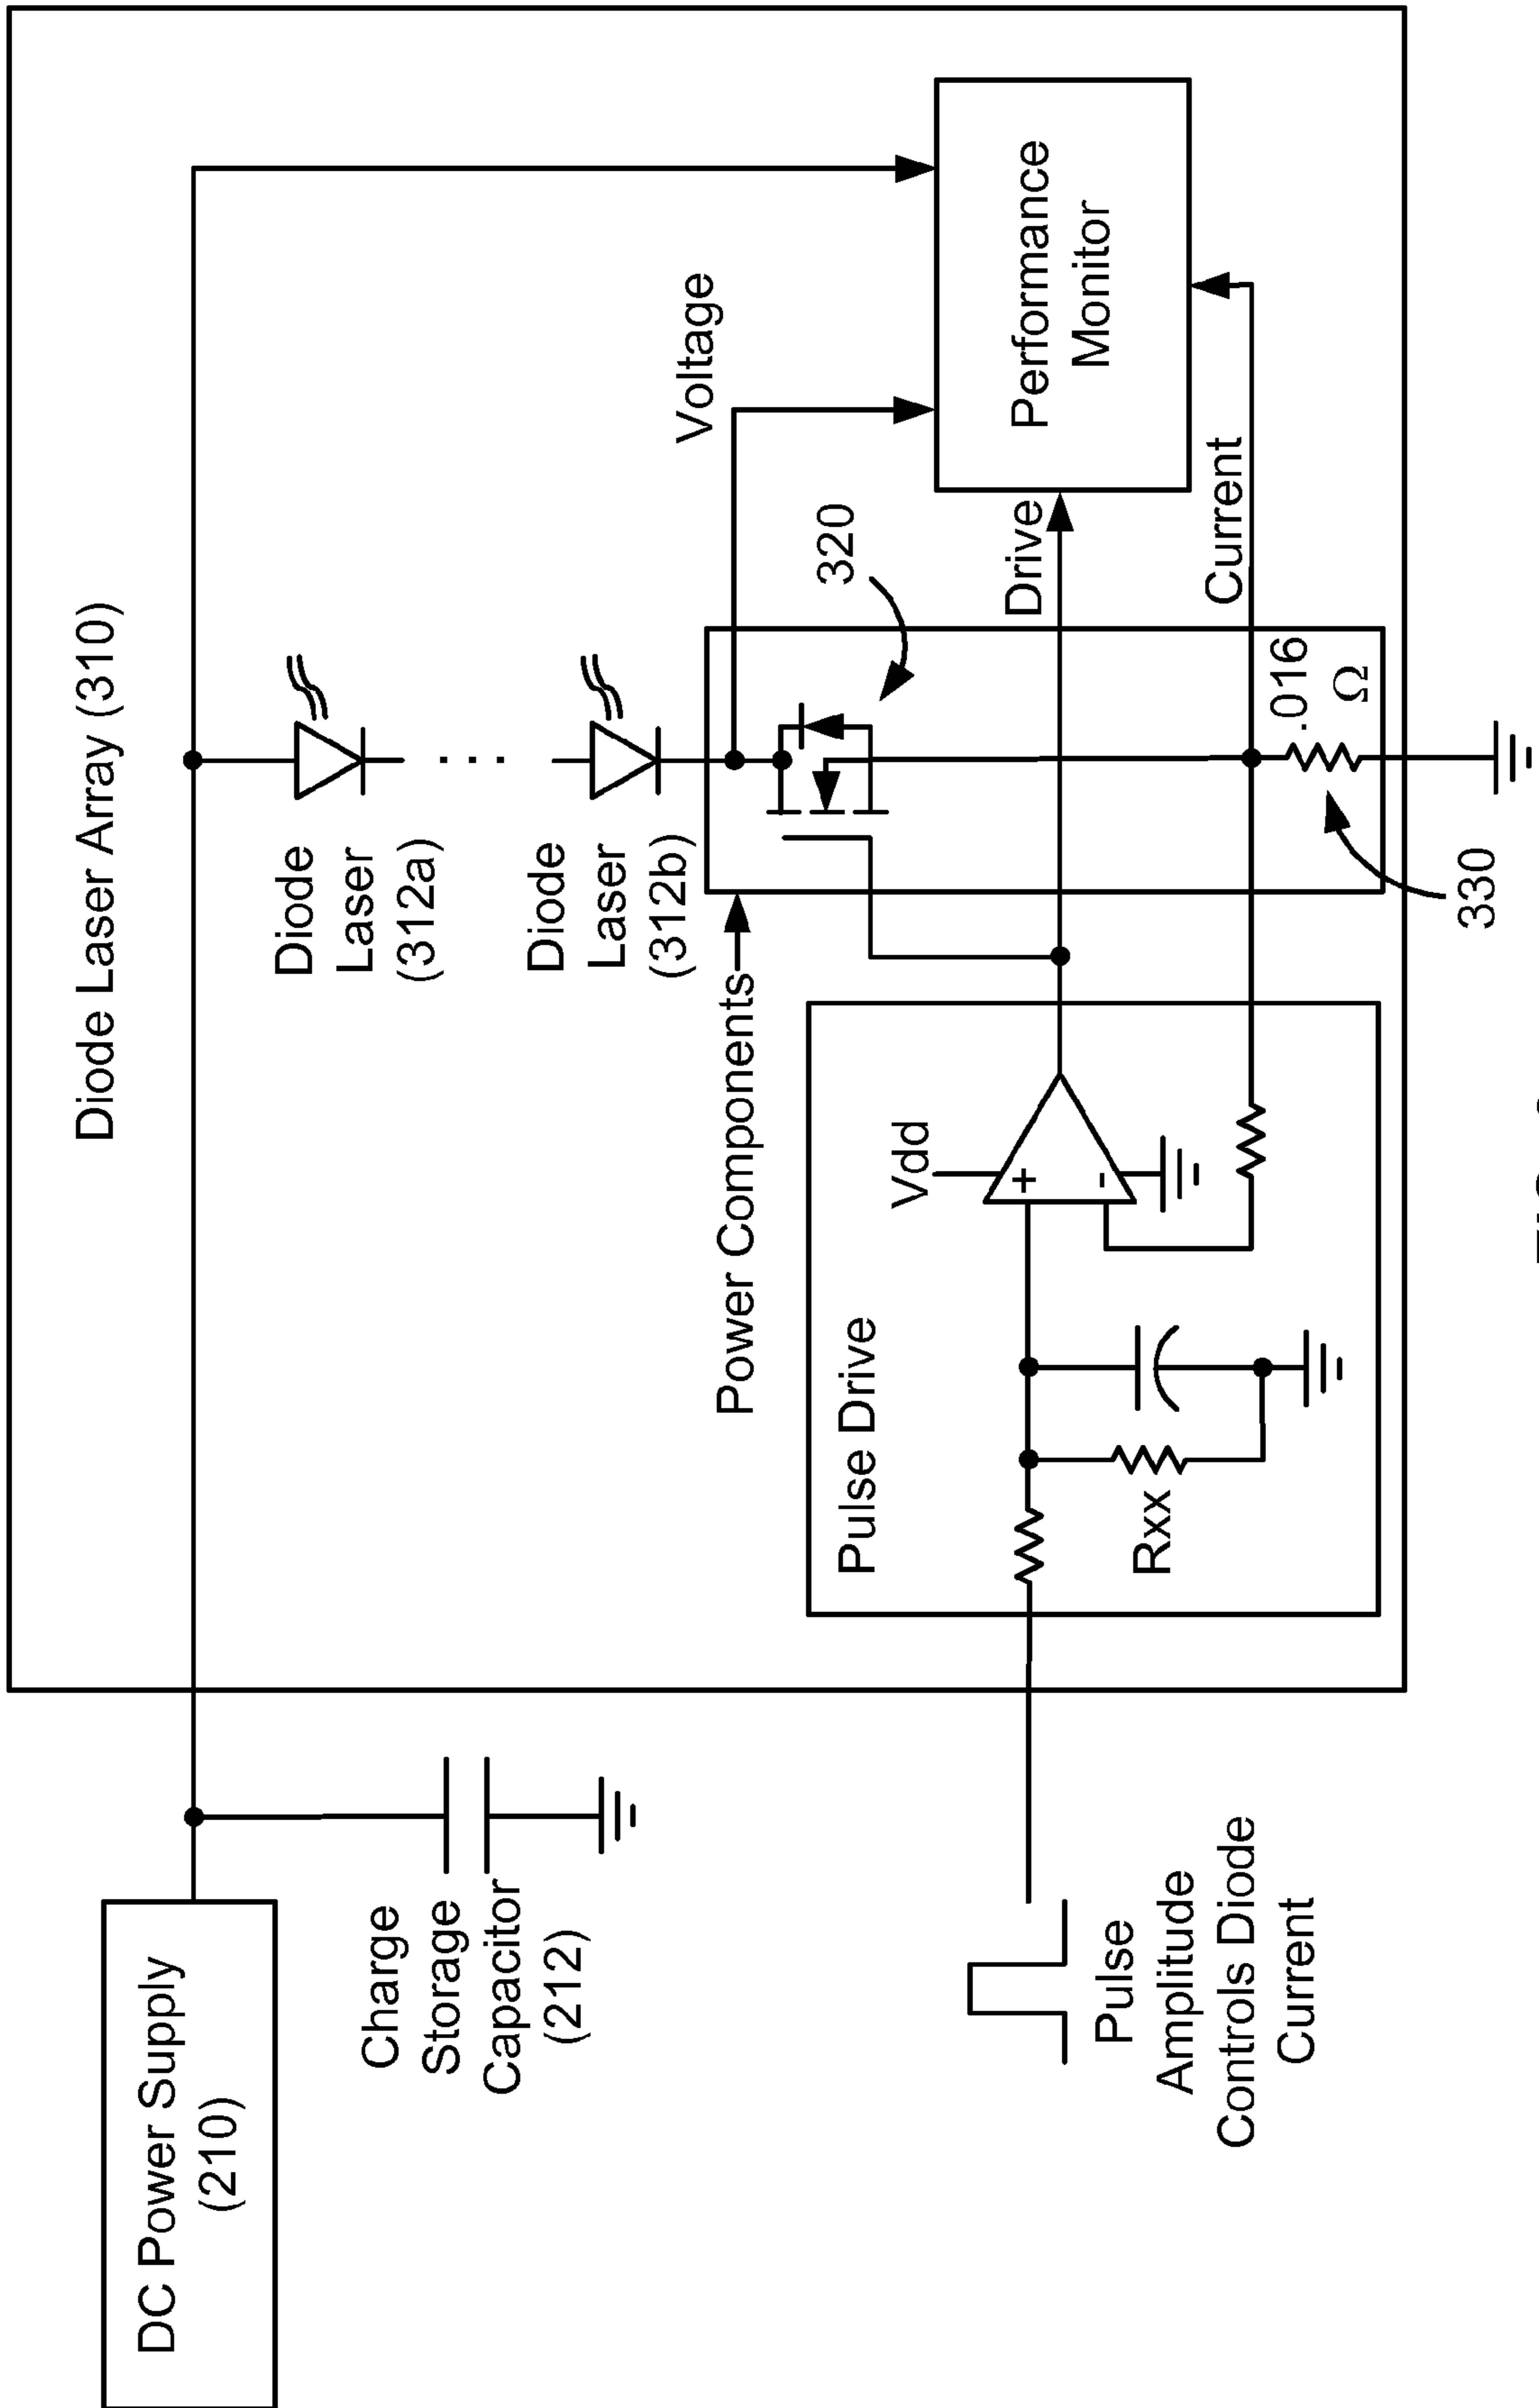 Diode Laser Array (310)
DC Power Supply
(210)
Charge
Storage
Capacitor
(212)
Diode
Laser
(312a)
Diode
Laser
(312b)
Voltage
Power Components
320
Performance
Monitor
Pulse Drive
Vdd
+
-
Rxx
Drive
Current
.016
Ω
330
Pulse
Amplitude
Controls Diode
Current